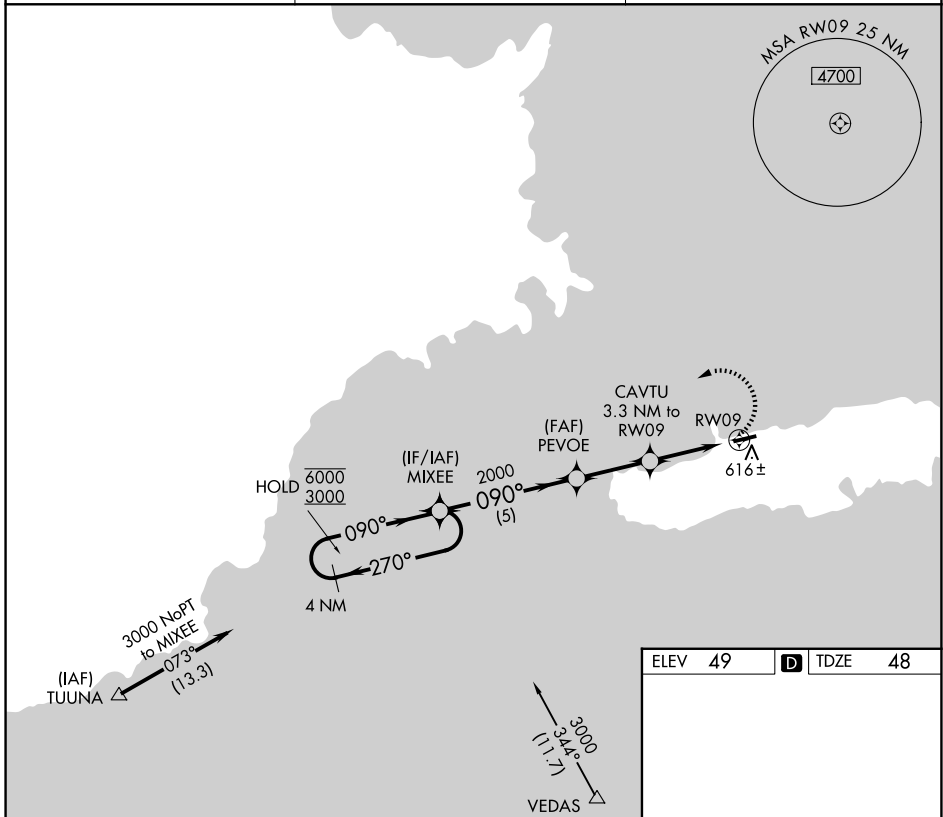 MSA RW09 25 NM
4700
CAVTU
3.3 NM to
RW09
RW09
(FAF)
PEVOE
616±
(IF/IAF)
MIXEE
2000
090°
(5)
HOLD
6000
3000
090°
270°
4 NM
3000 NoPT
to MIXEE
073°
(13.3)
(IAF)
TUUNA
3000
344°
(11.7)
VEDAS
ELEV 49 D TDZE 48